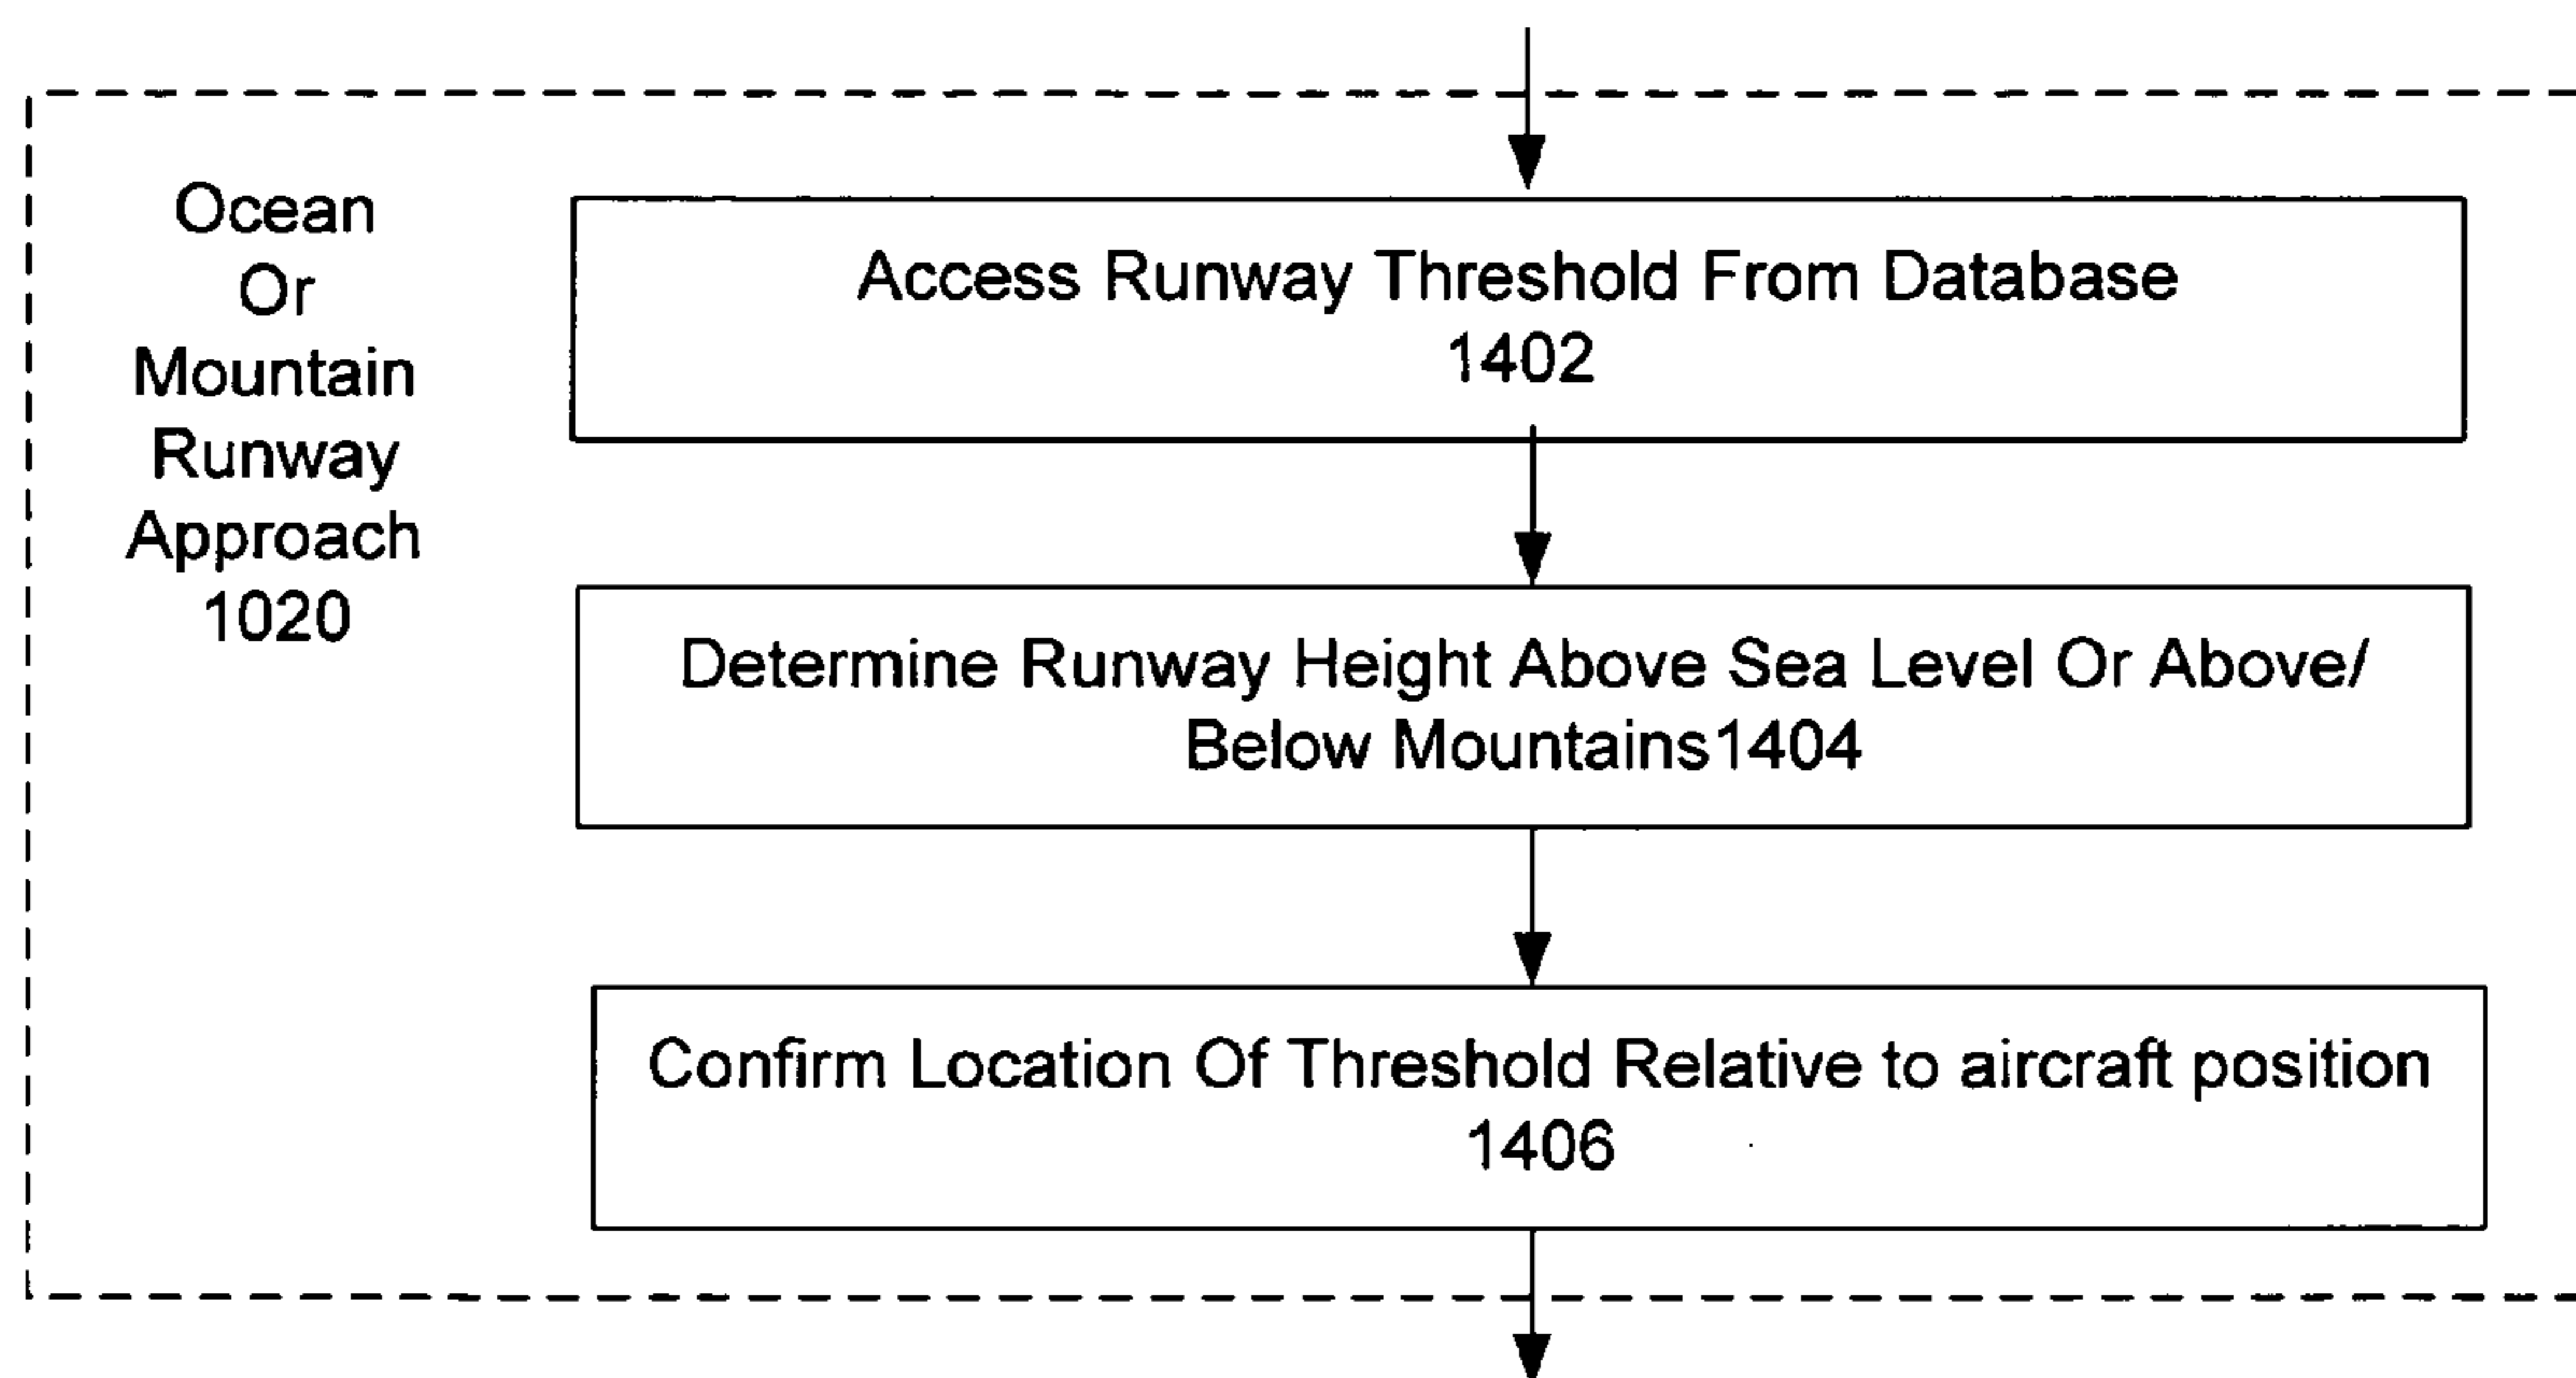 Ocean
Or
Mountain
Runway
Approach
1020
Access Runway Threshold From Database
1402
Determine Runway Height Above Sea Level Or Above/
Below Mountains1404
Confirm Location Of Threshold Relative to aircraft position
1406